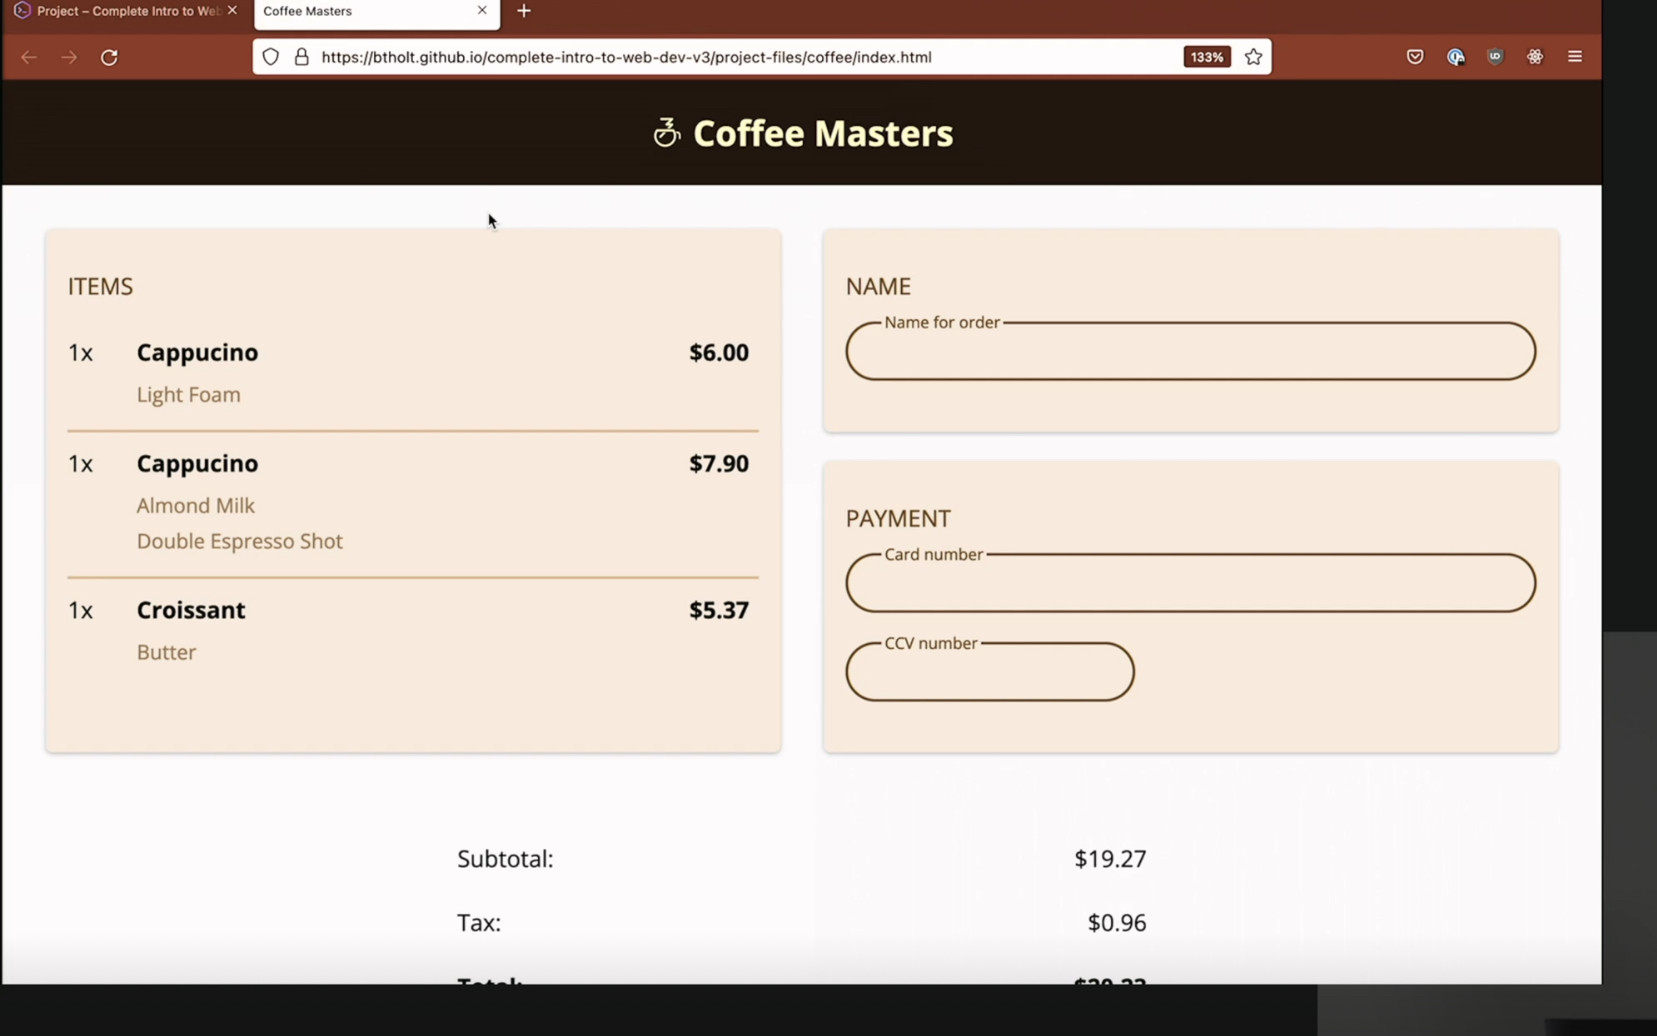 Project – Complete Intro to Web
Coffee Masters
https://btholt.github.io/complete-intro-to-web-dev-v3/project-files/coffee/index.html
133%
Coffee Masters
ITEMS
1x Cappucino $6.00
Light Foam
1x Cappucino $7.90
Almond Milk
Double Espresso Shot
1x Croissant $5.37
Butter
NAME
Name for order
PAYMENT
Card number
CCV number
Subtotal: $19.27
Tax: $0.96
Total: $20.23